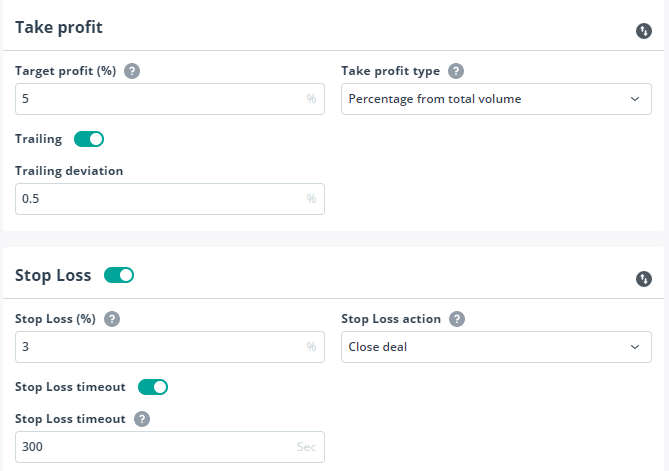 Take profit
Target profit (%) ?
Take profit type ?
5 %
Percentage from total volume
Trailing
Trailing deviation
0.5 %
Stop Loss
Stop Loss (%) ?
Stop Loss action ?
3 %
Close deal
Stop Loss timeout
Stop Loss timeout ?
300 Sec